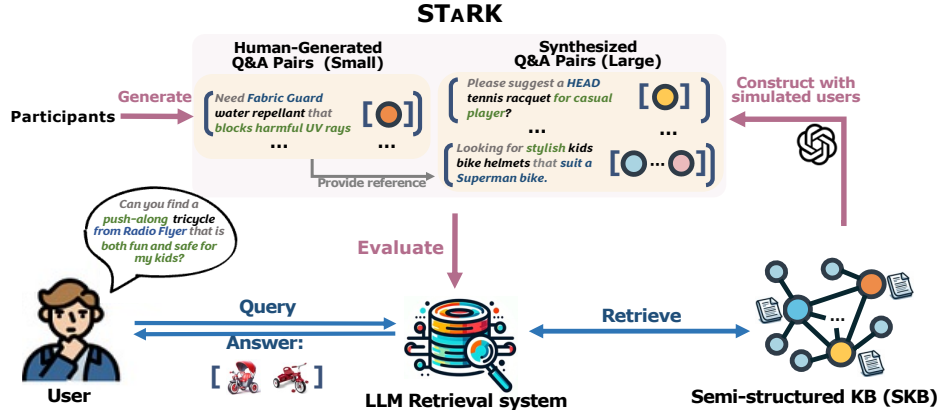 STARK
Human-Generated
Q&A Pairs (Small)
Synthesized
Q&A Pairs (Large)
Participants
Generate
Need Fabric Guard
water repellant that
blocks harmful UV rays
...
...
Please suggest a HEAD
tennis racquet for casual
player?
...
...
Looking for stylish kids
bike helmets that suit a
Superman bike.
...
Provide reference
Construct with
simulated users
Can you find a
push-along tricycle
from Radio Flyer that is
both fun and safe for
my kids?
Evaluate
Query
Answer:
[ ]
Retrieve
...
User
LLM Retrieval system
Semi-structured KB (SKB)